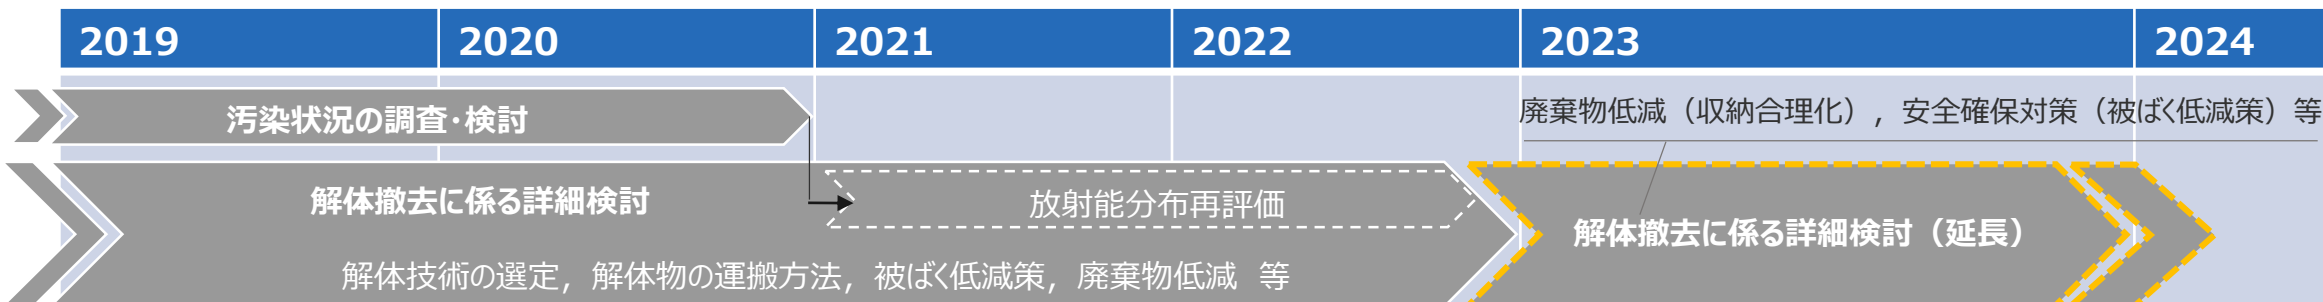 2019 2020 2021 2022 2023 2024
汚染状況の調査・検討
廃棄物低減（収納合理化），安全確保対策（被ばく低減策）等
解体撤去に係る詳細検討
放射能分布再評価
解体撤去に係る詳細検討（延長）
解体技術の選定，解体物の運搬方法，被ばく低減策，廃棄物低減 等